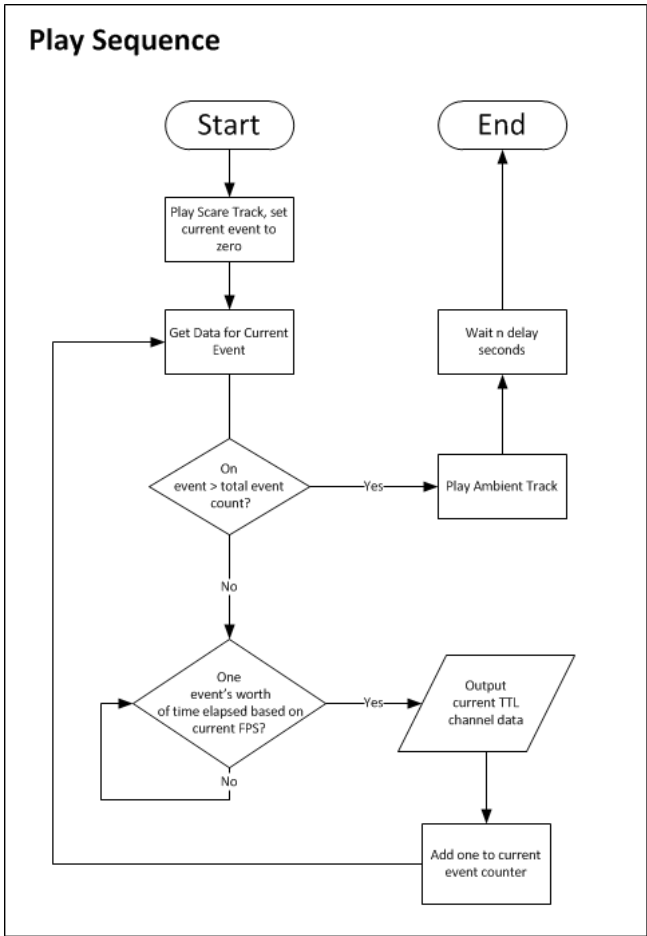 Play Sequence
Start
End
Play Scare Track, set
current event to
zero
Get Data for Current
Event
Wait n delay
seconds
On
event > total event
count?
Yes
Play Ambient Track
No
One
event's worth
of time elapsed based on
current FPS?
Yes
Output
current TTL
channel data
No
Add one to current
event counter